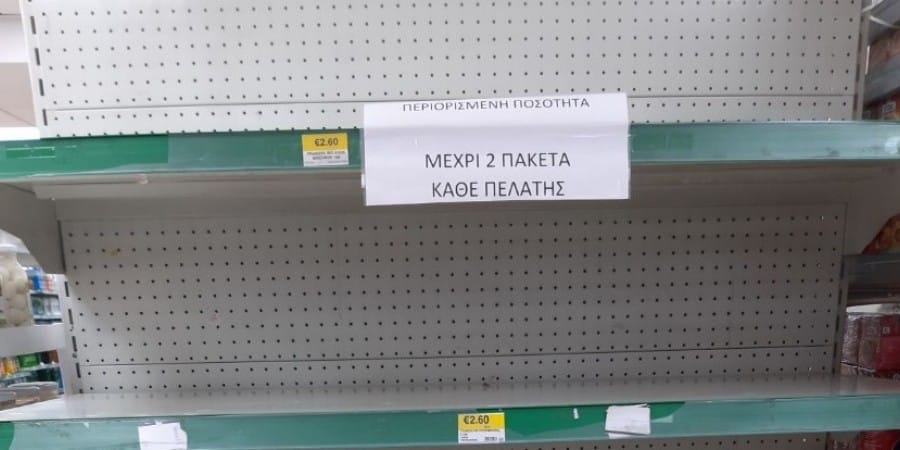 ΠΕΡΙΟΡΙΣΜΕΝΗ ΠΟΣΟΤΗΤΑ
€2.60
ΜΕΧΡΙ 2 ΠΑΚΕΤΑ
ΚΑΘΕ ΠΕΛΑΤΗΣ
€2.60